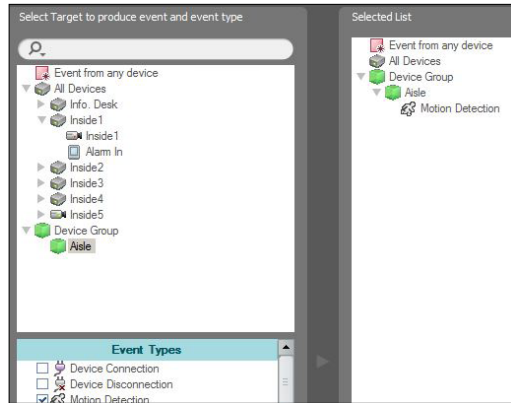 Select Target to produce event and event type
Event from any device
All Devices
Info. Desk
Inside1
Inside1
Alarm In
Inside2
Inside3
Inside4
Inside5
Device Group
Aisle
Event Types
Device Connection
Device Disconnection
Motion Detection
Selected List
Event from any device
All Devices
Device Group
Aisle
Motion Detection